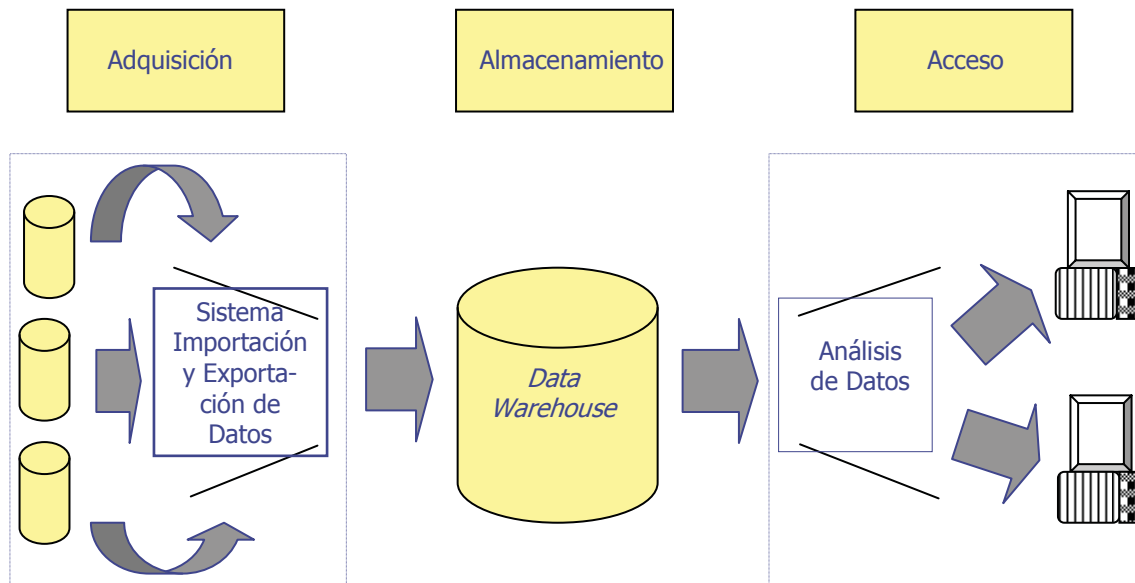 Adquisición
Almacenamiento
Acceso
Sistema
Importación
y Exporta-
ción de
Datos
Data
Warehouse
Análisis
de Datos